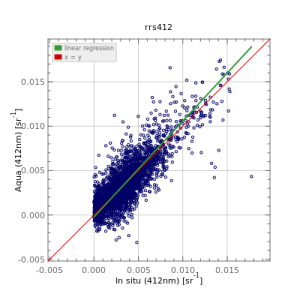 rrs412
linear regression
x = y
0.015
0.010
0.005
0.000
-0.005
Aqua (412nm) [sr⁻¹]
-0.005
0.000
0.005
0.010
0.015
In situ (412nm) [sr⁻¹]